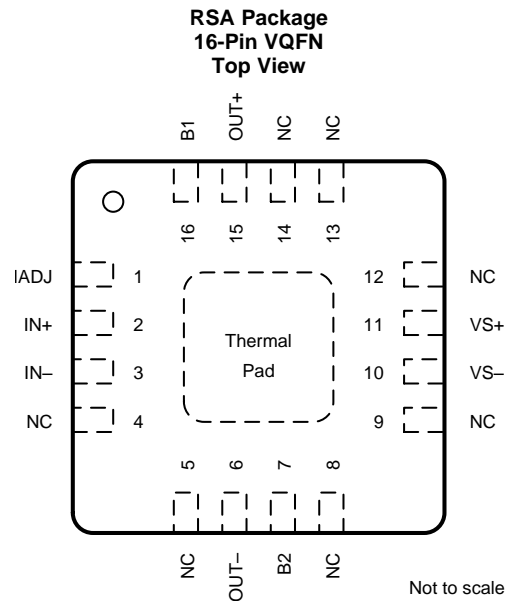 RSA Package
16-Pin VQFN
Top View
B1
OUT+
NC
NC
16
15
14
13
IADJ
1
12
NC
IN+
2
11
VS+
IN–
3
10
VS–
NC
4
9
NC
Thermal
Pad
5
6
7
8
NC
OUT–
B2
NC
Not to scale